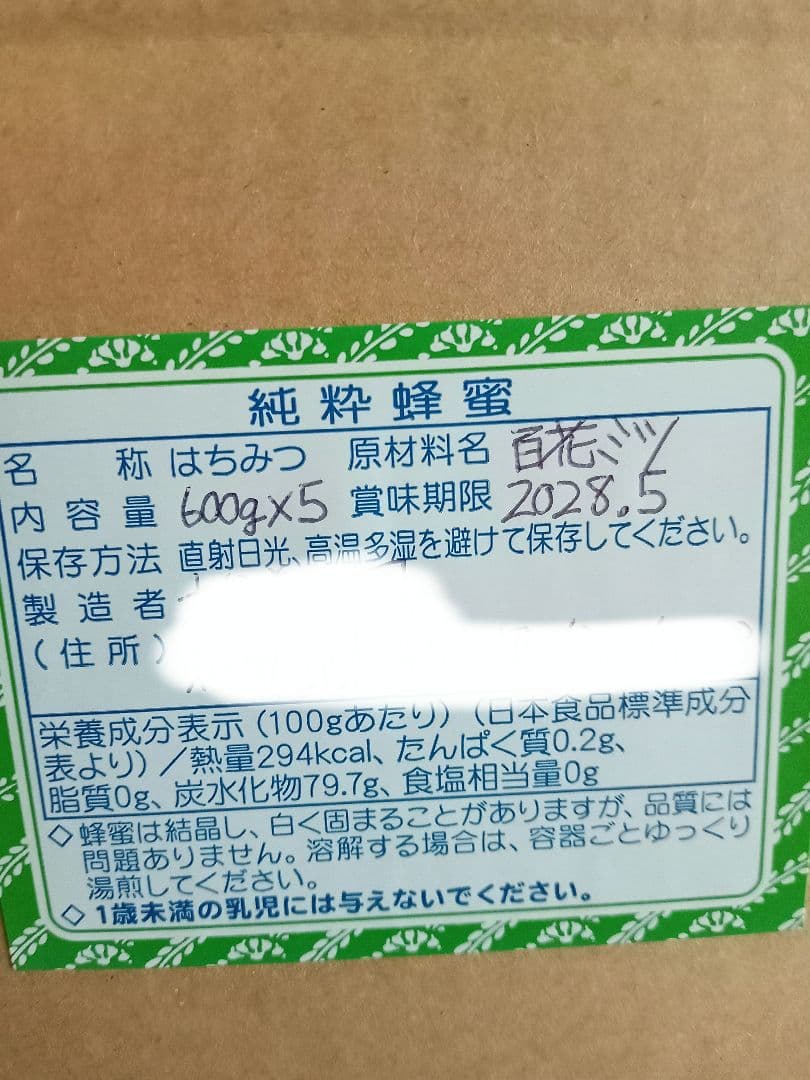 純粋蜂蜜
名称 はちみつ 原材料名 百花ミツ
内容量 600g×5 賞味期限 2028.5
保存方法 直射日光、高温多湿を避けて保存してください。
製造者
(住所)
栄養成分表示(100gあたり)(日本食品標準成分
表より)/熱量294kcal、たんぱく質0.2g、
脂質0g、炭水化物79.7g、食塩相当量0g
◇蜂蜜は結晶し、白く固まることがありますが、品質には
問題ありません。溶解する場合は、容器ごとゆっくり
湯煎してください。
◇1歳未満の乳児には与えないでください。